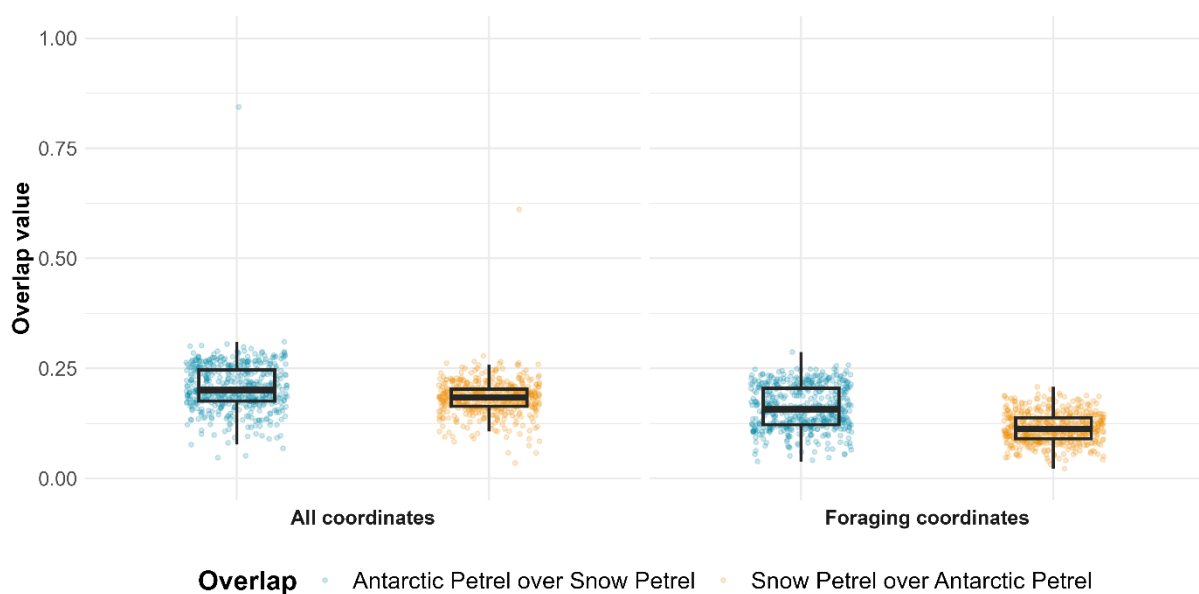 1.00
0.75
0.50
0.25
0.00
Overlap value
All coordinates
Foraging coordinates
Overlap Antarctic Petrel over Snow Petrel Snow Petrel over Antarctic Petrel